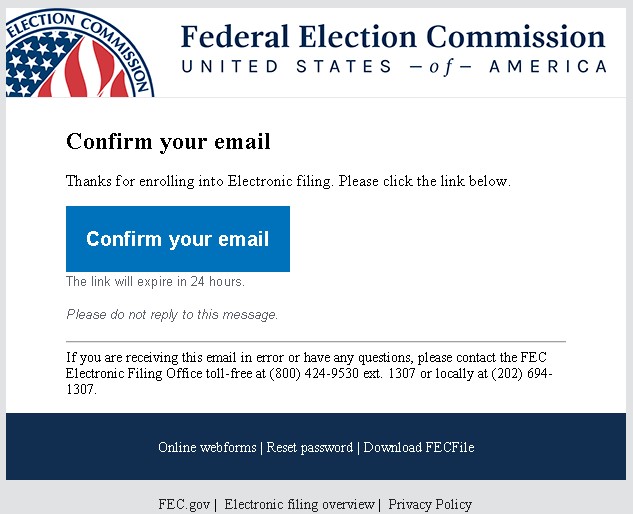 ELECTION COMMISSION
Federal Election Commission
UNITED STATES —of— AMERICA
Confirm your email
Thanks for enrolling into Electronic filing. Please click the link below.
Confirm your email
The link will expire in 24 hours.
Please do not reply to this message.
If you are receiving this email in error or have any questions, please contact the FEC
Electronic Filing Office toll-free at (800) 424-9530 ext. 1307 or locally at (202) 694-
1307.
Online webforms | Reset password | Download FECFile
FEC.gov | Electronic filing overview | Privacy Policy